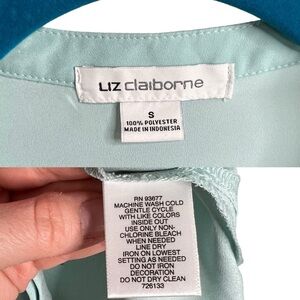 LIZ claiborne
S
100% POLYESTER
MADE IN INDONESIA
RN 93677
MACHINE WASH COLD
GENTLE CYCLE
WITH LIKE COLORS
INSIDE OUT
USE ONLY NON-
CHLORINE BLEACH
WHEN NEEDED
LINE DRY
IRON ON LOWEST
SETTING AS NEEDED
DO NOT IRON
DECORATION
DO NOT DRY CLEAN
726133